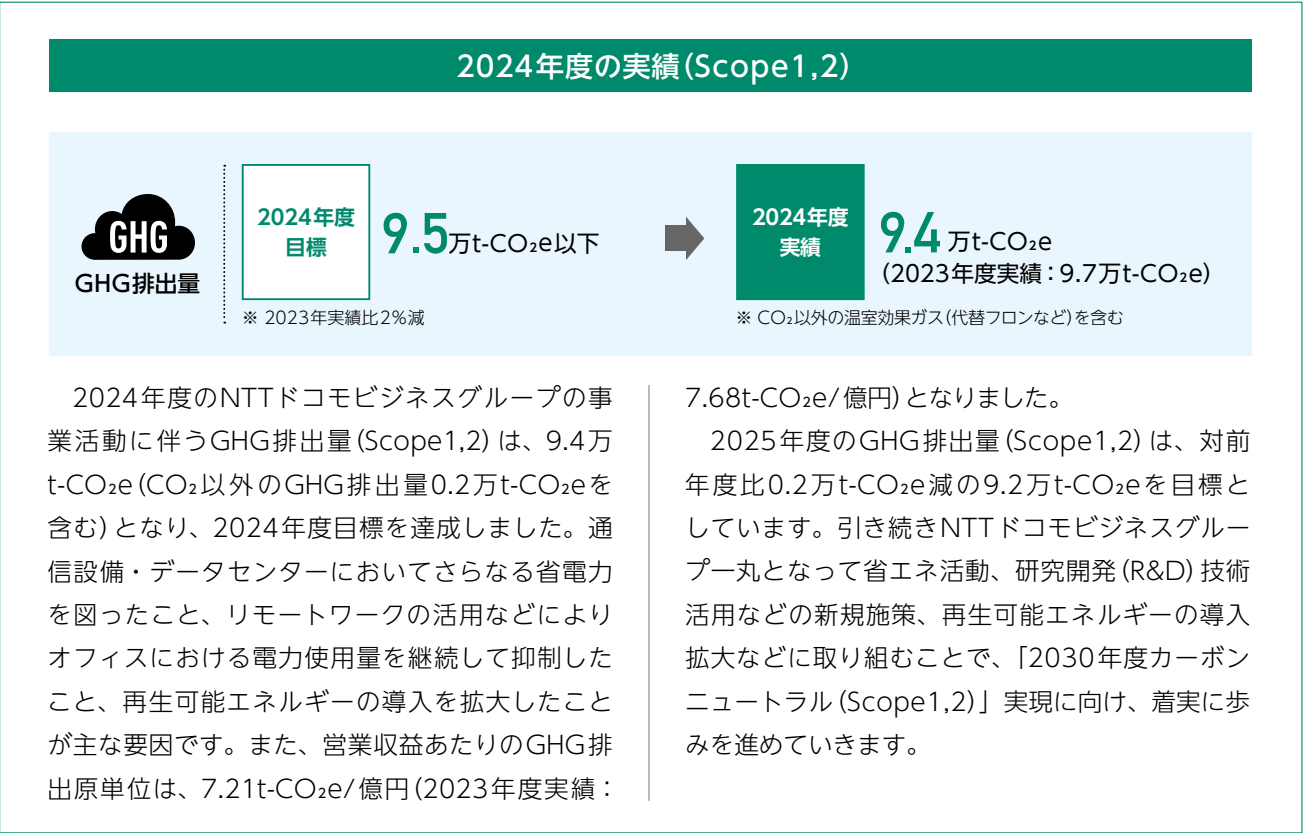 2024年度の実績(Scope1,2)
GHG
GHG排出量
2024年度
目標
9.5万t-CO₂e以下
※ 2023年実績比2%減
2024年度
実績
9.4 万t-CO₂e
(2023年度実績：9.7万t-CO₂e)
※ CO₂以外の温室効果ガス(代替フロンなど)を含む
2024年度のNTTドコモビジネスグループの事
業活動に伴うGHG排出量(Scope1,2) は、9.4万
t-CO₂e(CO₂以外のGHG排出量0.2万t-CO₂eを
含む) となり、2024年度目標を達成しました。通
信設備・データセンターにおいてさらなる省電力
を図ったこと、リモートワークの活用などにより
オフィスにおける電力使用量を継続して抑制した
こと、再生可能エネルギーの導入を拡大したこと
が主な要因です。また、営業収益あたりのGHG排
出原単位は、7.21t-CO₂e/億円(2023年度実績：
7.68t-CO₂e/億円) となりました。
2025年度のGHG排出量(Scope1,2) は、対前
年度比0.2万t-CO₂e減の9.2万t-CO₂eを目標と
しています。引き続きNTTドコモビジネスグルー
プ一丸となって省エネ活動、研究開発(R&D) 技術
活用などの新規施策、再生可能エネルギーの導入
拡大などに取り組むことで、「2030年度カーボン
ニュートラル(Scope1,2)」実現に向け、着実に歩
みを進めていきます。